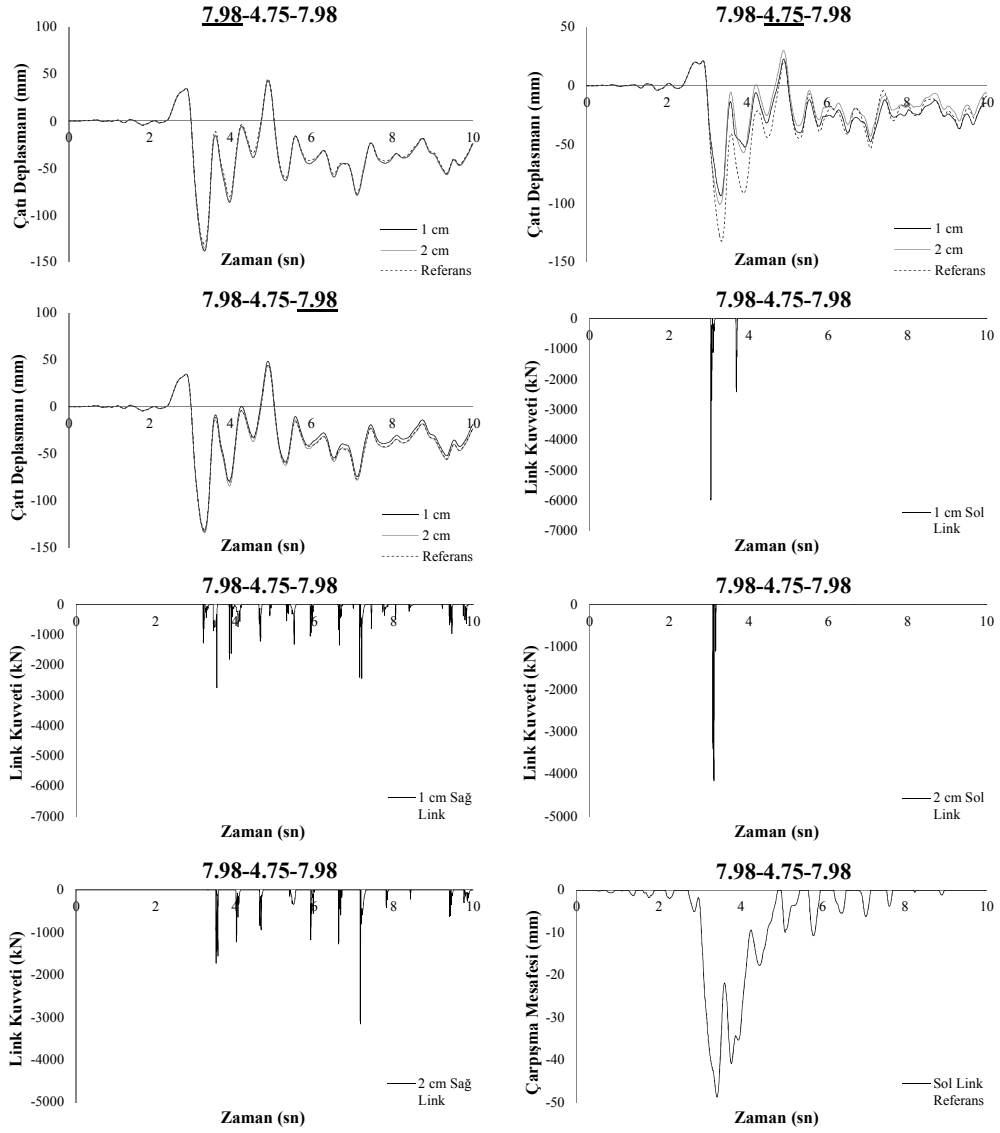 7.98-4.75-7.98
100
50
0
-50
-100
-150
0 2 4 6 8 10
Çatı Deplasmanı (mm)
Zaman (sn)
1 cm
2 cm
Referans
7.98-4.75-7.98
50
0
-50
-100
-150
0 2 4 6 8 10
Çatı Deplasmanı (mm)
Zaman (sn)
1 cm
2 cm
Referans
7.98-4.75-7.98
100
50
0
-50
-100
-150
0 2 4 6 8 10
Çatı Deplasmanı (mm)
Zaman (sn)
1 cm
2 cm
Referans
7.98-4.75-7.98
0
-1000
-2000
-3000
-4000
-5000
-6000
-7000
0 2 4 6 8 10
Link Kuvveti (kN)
Zaman (sn)
1 cm Sol
Link
7.98-4.75-7.98
0
-1000
-2000
-3000
-4000
-5000
-6000
-7000
0 2 4 6 8 10
Link Kuvveti (kN)
Zaman (sn)
1 cm Sağ
Link
7.98-4.75-7.98
0
-1000
-2000
-3000
-4000
-5000
0 2 4 6 8 10
Link Kuvveti (kN)
Zaman (sn)
2 cm Sol
Link
7.98-4.75-7.98
0
-1000
-2000
-3000
-4000
-5000
0 2 4 6 8 10
Link Kuvveti (kN)
Zaman (sn)
2 cm Sağ
Link
7.98-4.75-7.98
0
-10
-20
-30
-40
-50
0 2 4 6 8 10
Çarpışma Mesafesi (mm)
Zaman (sn)
Sol Link
Referans